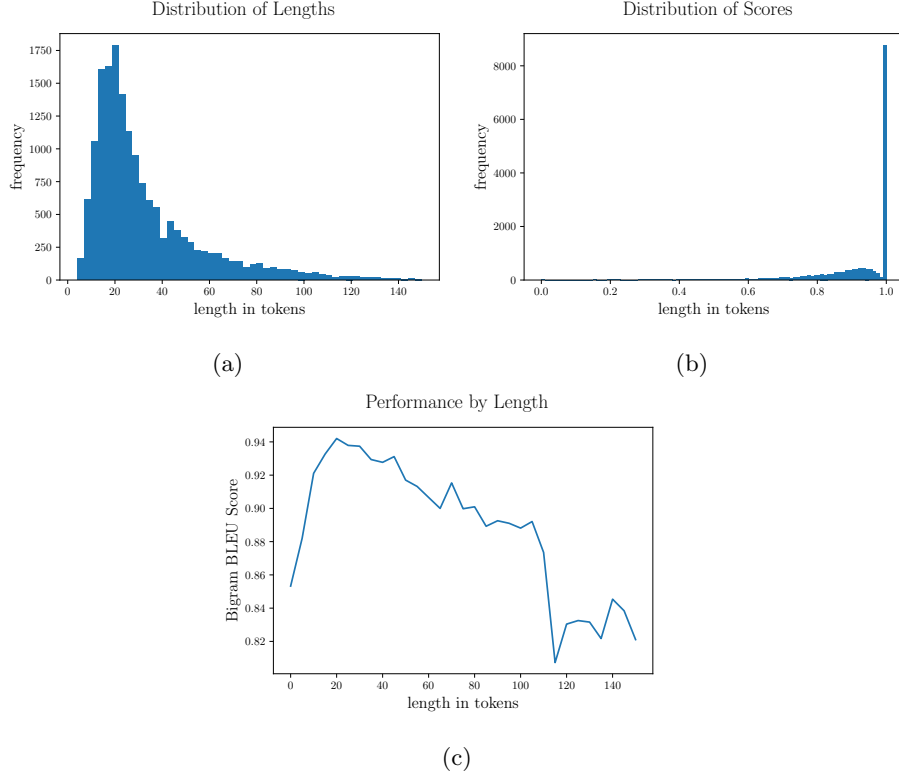 Distribution of Lengths
frequency
1750
1500
1250
1000
750
500
250
0
0 20 40 60 80 100 120 140
length in tokens
(a)
Distribution of Scores
frequency
8000
6000
4000
2000
0
0.0 0.2 0.4 0.6 0.8 1.0
length in tokens
(b)
Performance by Length
Bigram BLEU Score
0.94
0.92
0.90
0.88
0.86
0.84
0.82
0 20 40 60 80 100 120 140
length in tokens
(c)